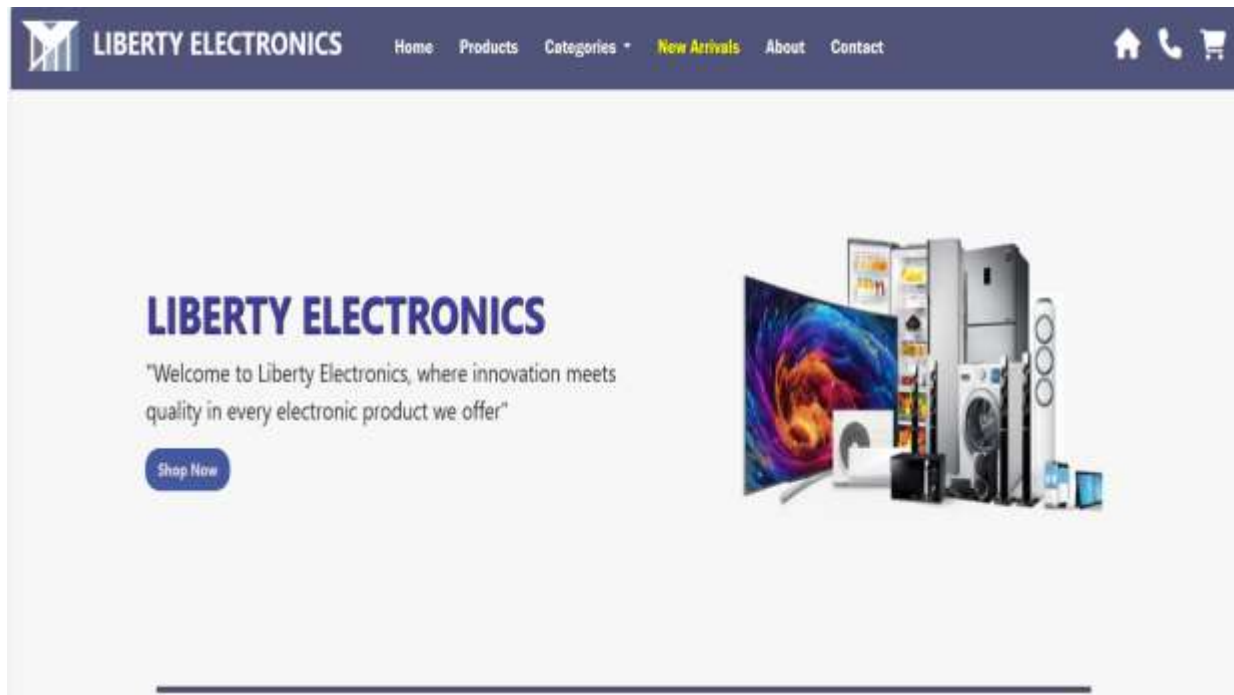 LIBERTY ELECTRONICS Home Products Categories New Arrivals About Contact
LIBERTY ELECTRONICS
"Welcome to Liberty Electronics, where innovation meets
quality in every electronic product we offer"
Shop Now